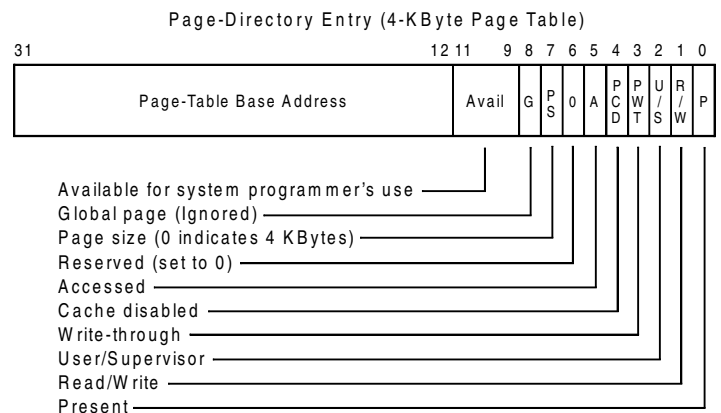 Page-Directory Entry (4-KByte Page Table)
31 12 11 9 8 7 6 5 4 3 2 1 0
Page-Table Base Address Avail G PS 0 A PCD PWT U/S R/W P
Available for system programmer's use
Global page (Ignored)
Page size (0 indicates 4 KBytes)
Reserved (set to 0)
Accessed
Cache disabled
Write-through
User/Supervisor
Read/Write
Present